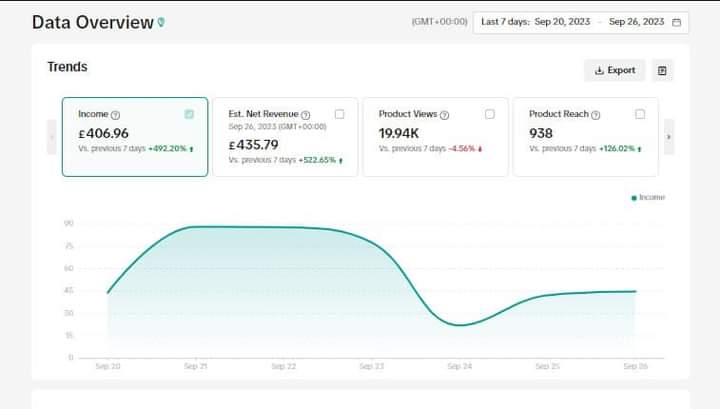 Data Overview
(GMT+00:00)
Last 7 days: Sep 20, 2023 - Sep 26, 2023
Trends
Export
Income
£406.96
Vs. previous 7 days +492.20%
Est. Net Revenue
Sep 26, 2023 (GMT+00:00)
£435.79
Vs. previous 7 days +522.65%
Product Views
19.94K
Vs. previous 7 days -4.56%
Product Reach
938
Vs. previous 7 days +126.02%
Income
90
75
60
45
30
15
0
Sep 20 Sep 21 Sep 22 Sep 23 Sep 24 Sep 25 Sep 26